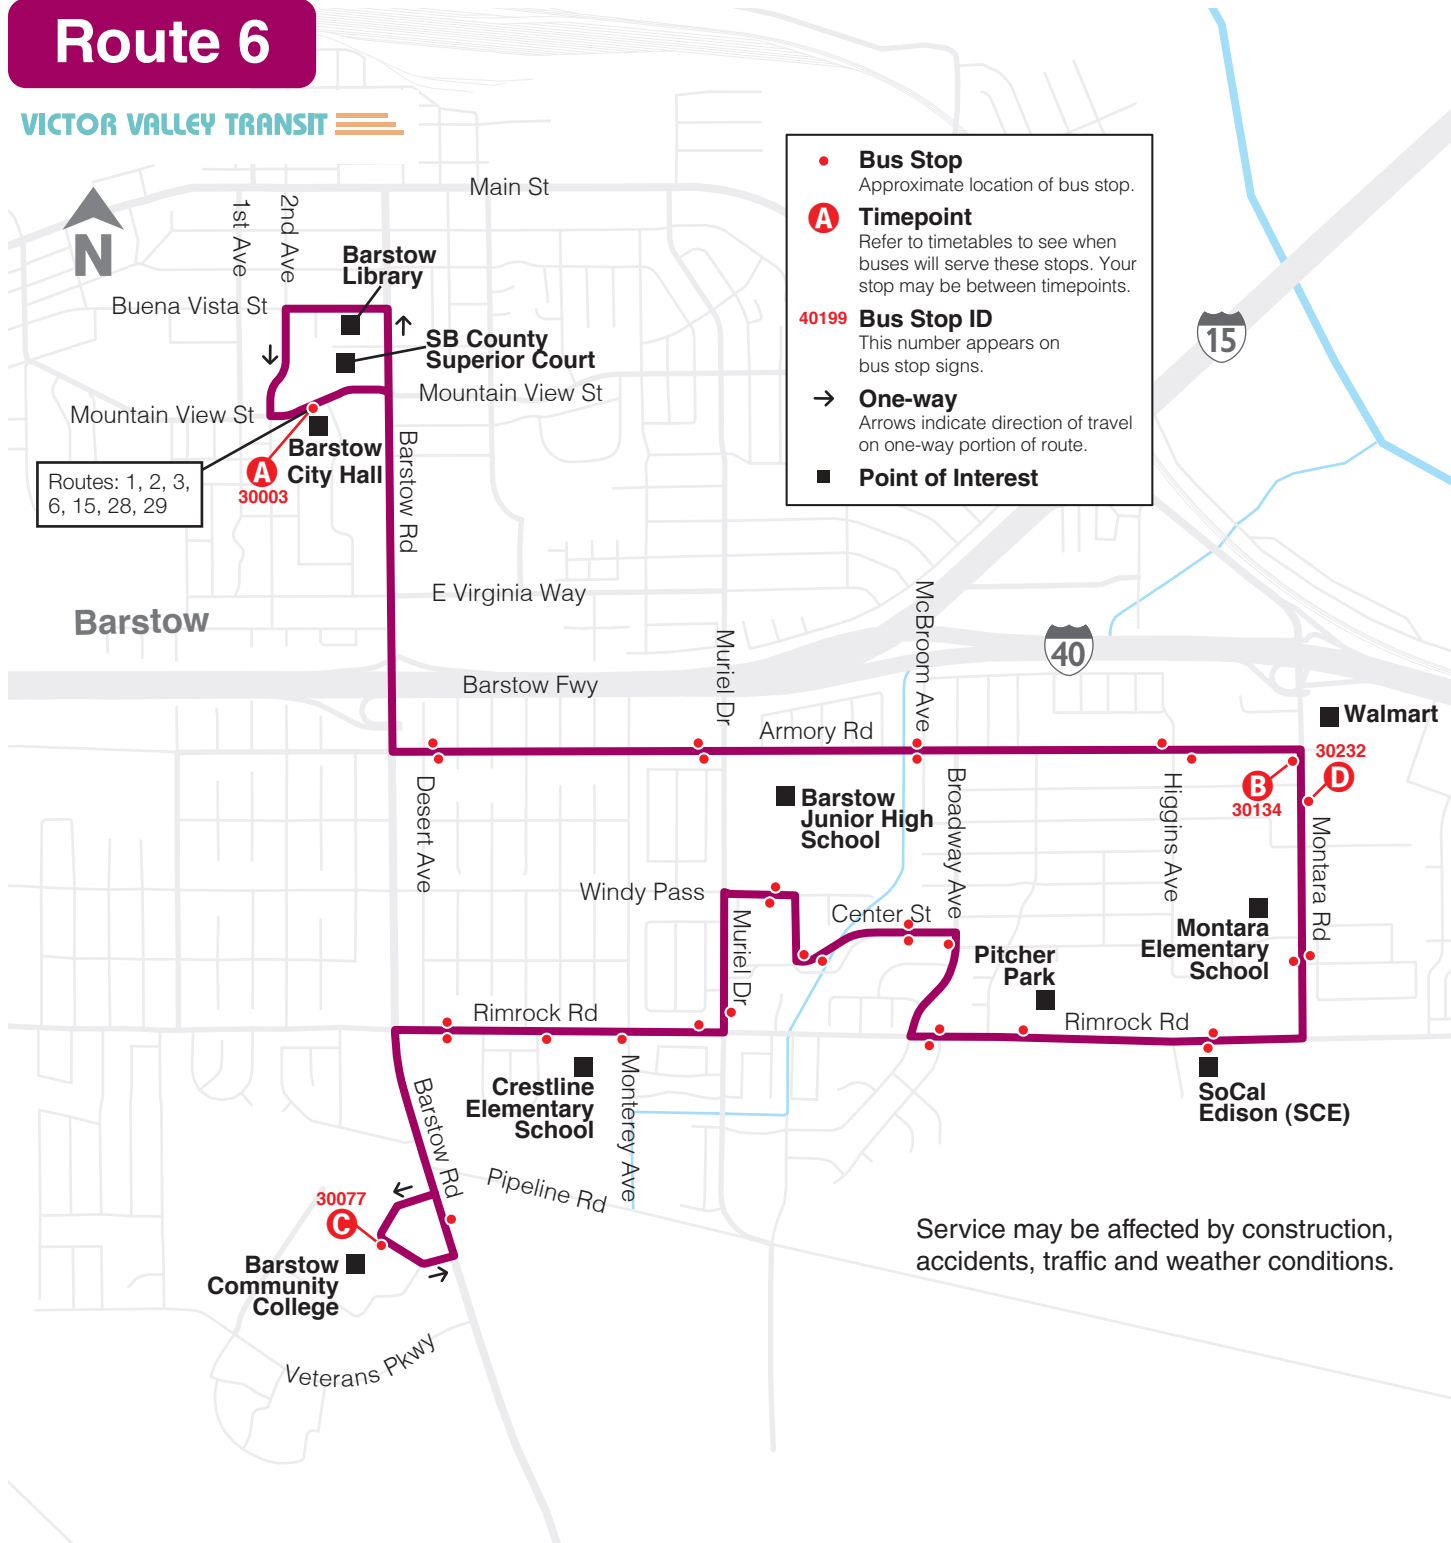 Route 6
VICTOR VALLEY TRANSIT
N
Main St
1st Ave
2nd Ave
Barstow
Library
Buena Vista St
SB County
Superior Court
Mountain View St
Mountain View St
Barstow
City Hall
A
30003
Routes: 1, 2, 3,
6, 15, 28, 29
Barstow Rd
E Virginia Way
Barstow
Barstow Fwy
Bus Stop
Approximate location of bus stop.
A
Timepoint
Refer to timetables to see when
buses will serve these stops. Your
stop may be between timepoints.
40199
Bus Stop ID
This number appears on
bus stop signs.
One-way
Arrows indicate direction of travel
on one-way portion of route.
Point of Interest
15
40
Muriel Dr
McBroom Ave
Armory Rd
Walmart
30232
D
B
30134
Desert Ave
Barstow
Junior High
School
Broadway Ave
Higgins Ave
Montara Rd
Windy Pass
Muriel Dr
Center St
Pitcher
Park
Montara
Elementary
School
Rimrock Rd
Rimrock Rd
Crestline
Elementary
School
Monterey Ave
SoCal
Edison (SCE)
Barstow Rd
Pipeline Rd
30077
C
Barstow
Community
College
Veterans Pkwy
Service may be affected by construction,
accidents, traffic and weather conditions.